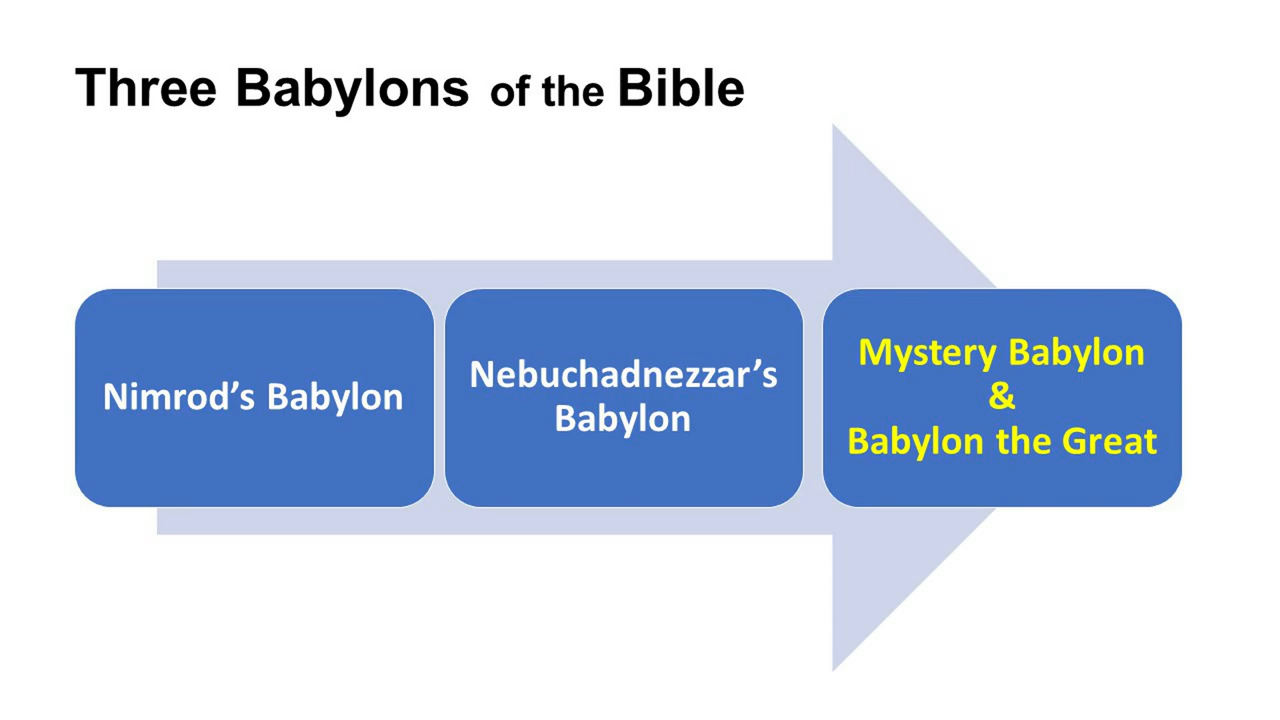 Three Babylons of the Bible
Nimrod’s Babylon
Nebuchadnezzar’s
Babylon
Mystery Babylon
&
Babylon the Great